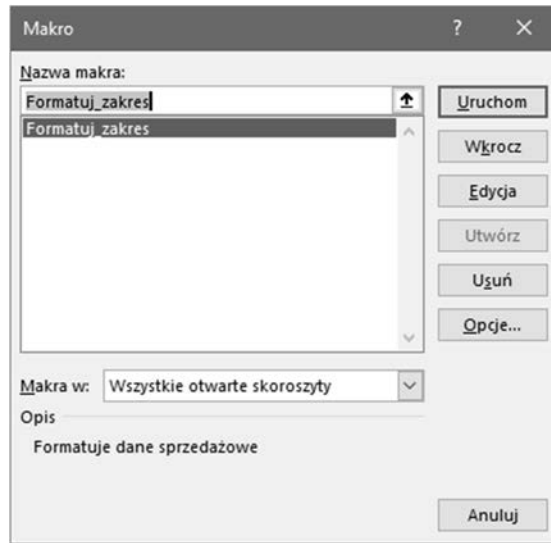 Makro
Nazwa makra:
Formatuj_zakres
Formatuj_zakres
Uruchom
Wkrocz
Edycja
Utwórz
Usuń
Opcje...
Makra w: Wszystkie otwarte skoroszyty
Opis
Formatuje dane sprzedażowe
Anuluj